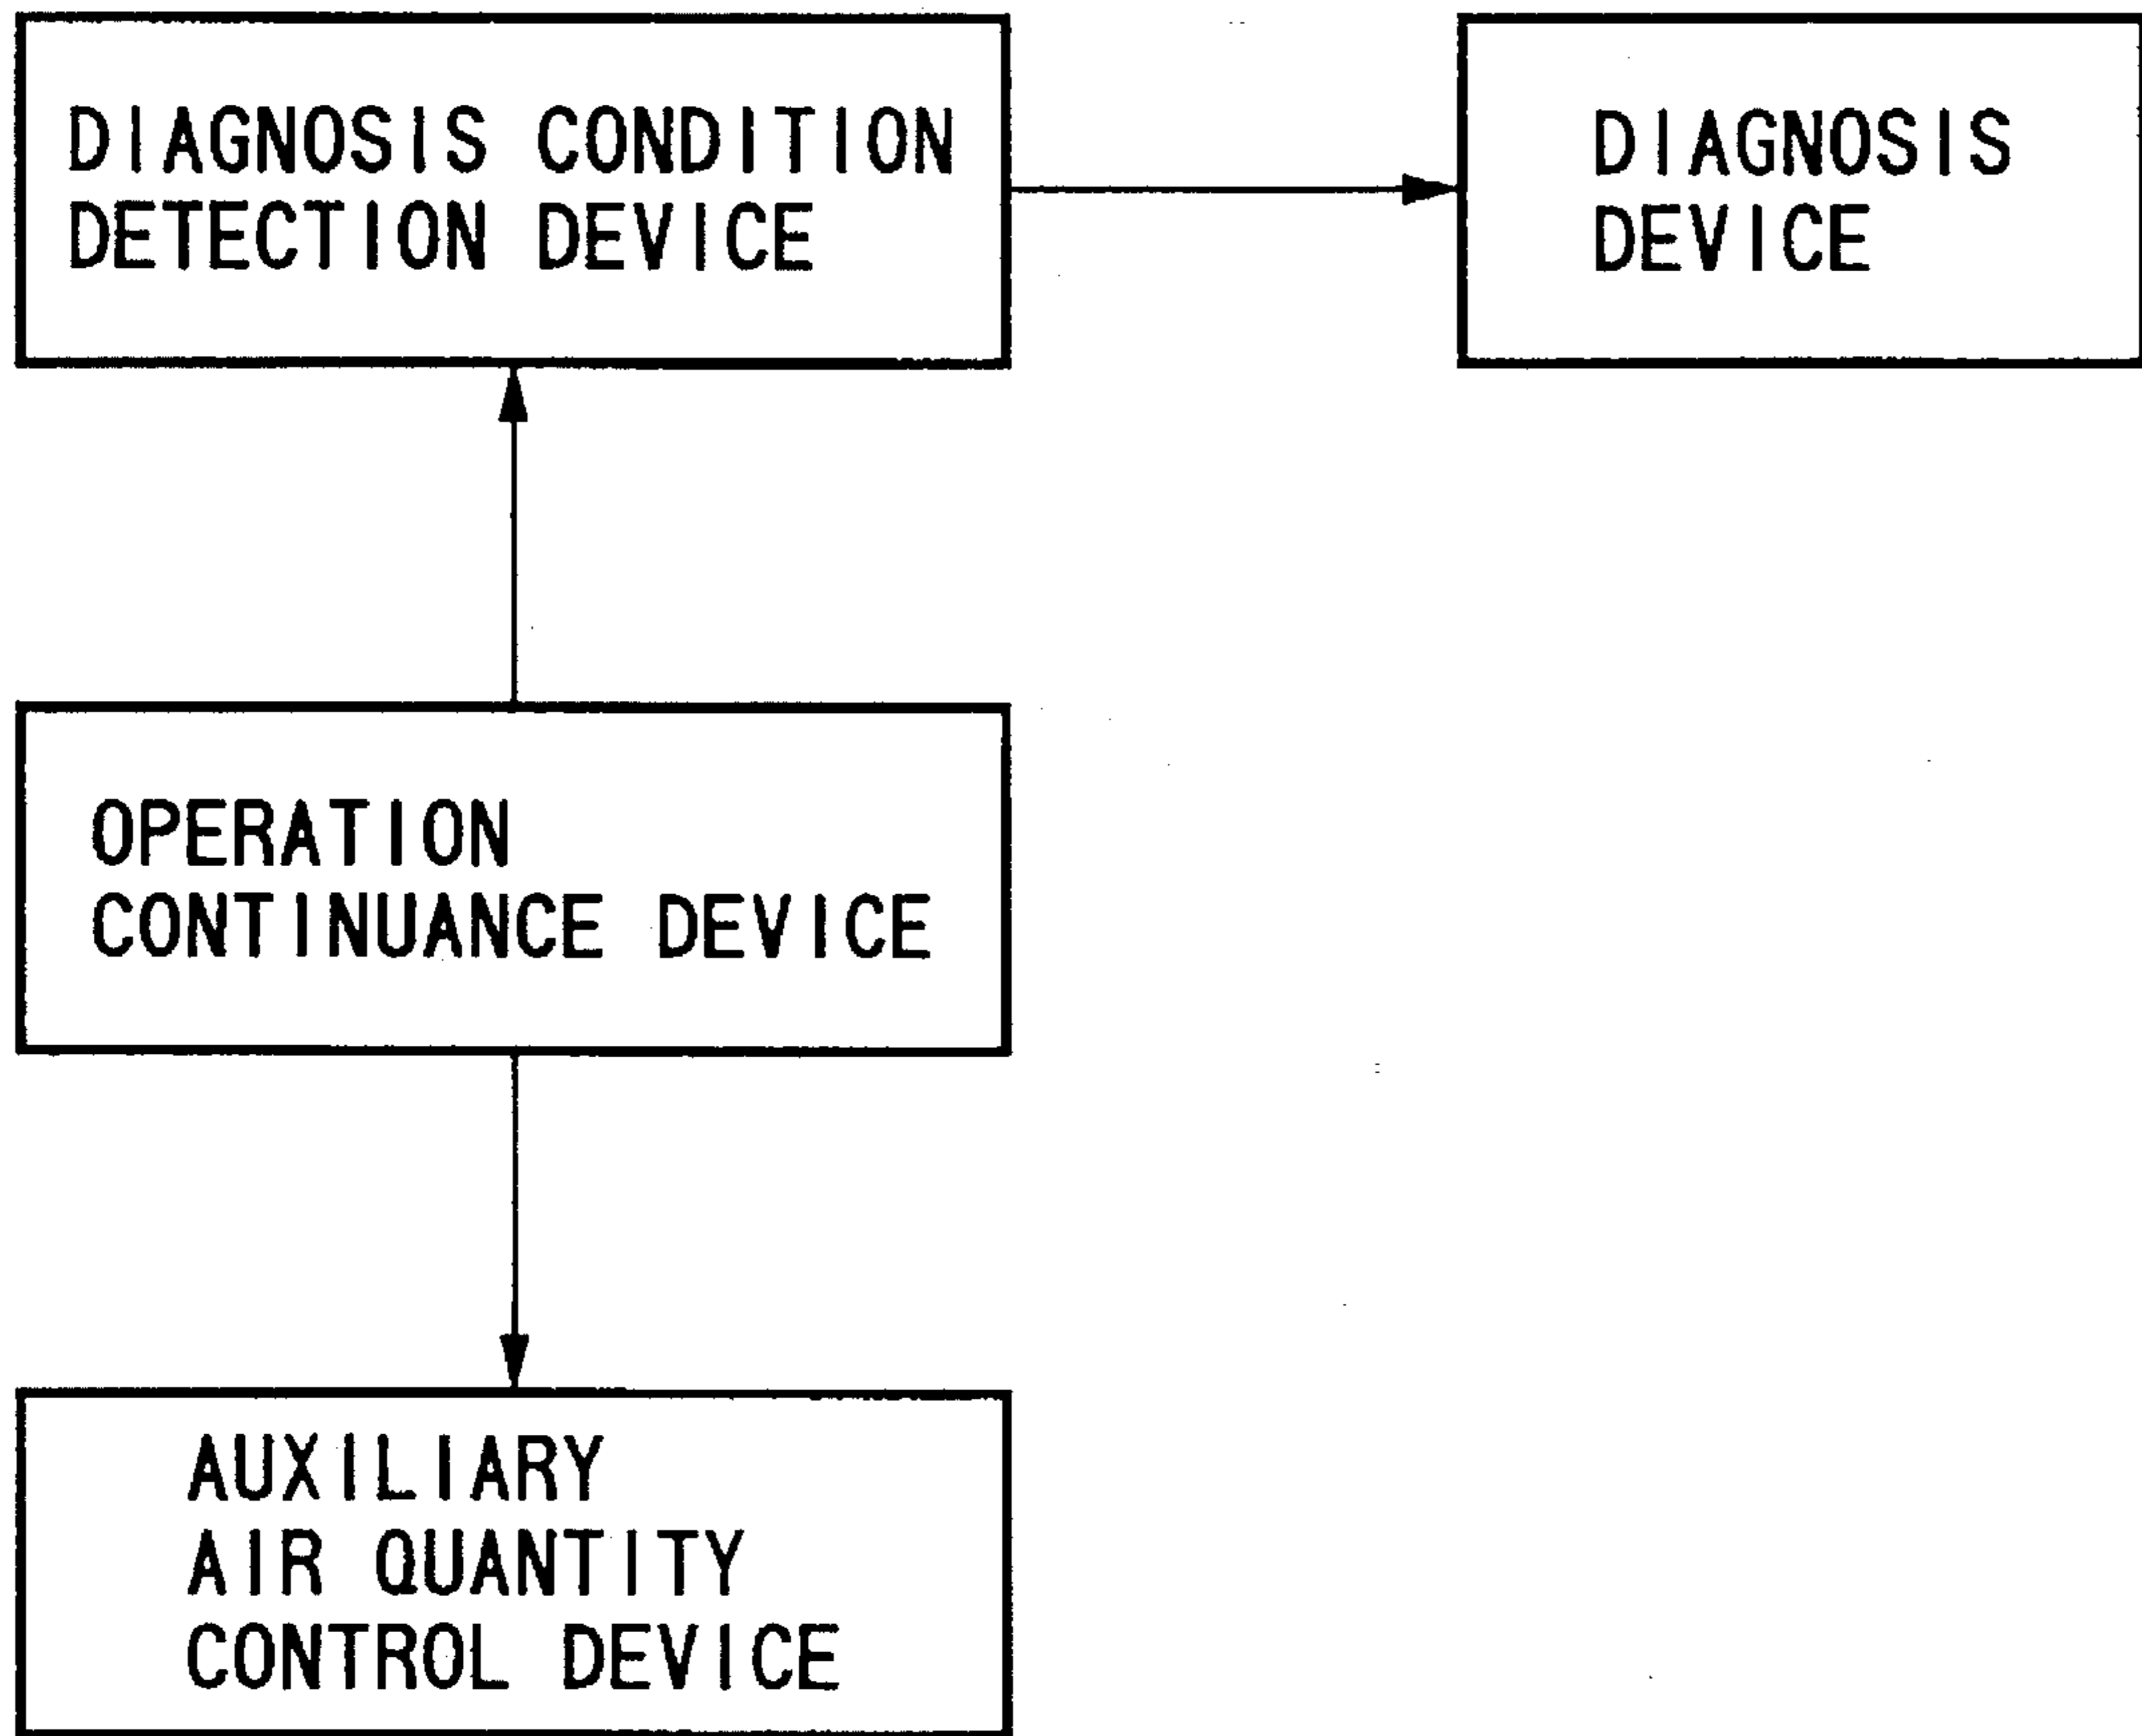 DIAGNOSIS CONDITION
DETECTION DEVICE
DIAGNOSIS
DEVICE
OPERATION
CONTINUANCE DEVICE
AUXILIARY
AIR QUANTITY
CONTROL DEVICE